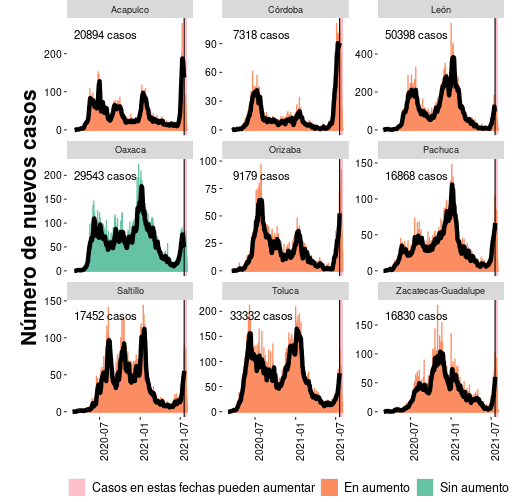 Número de nuevos casos
Acapulco
20894 casos
200
100
0
Córdoba
7318 casos
90
60
30
0
León
50398 casos
400
200
0
Oaxaca
29543 casos
200
150
100
50
0
Orizaba
9179 casos
100
75
50
25
0
Pachuca
16868 casos
150
100
50
0
Saltillo
17452 casos
150
100
50
0
Toluca
33332 casos
200
150
100
50
0
Zacatecas-Guadalupe
16830 casos
150
100
50
0
2020-07
2021-01
2021-07
2020-07
2021-01
2021-07
2020-07
2021-01
2021-07
Casos en estas fechas pueden aumentar En aumento Sin aumento